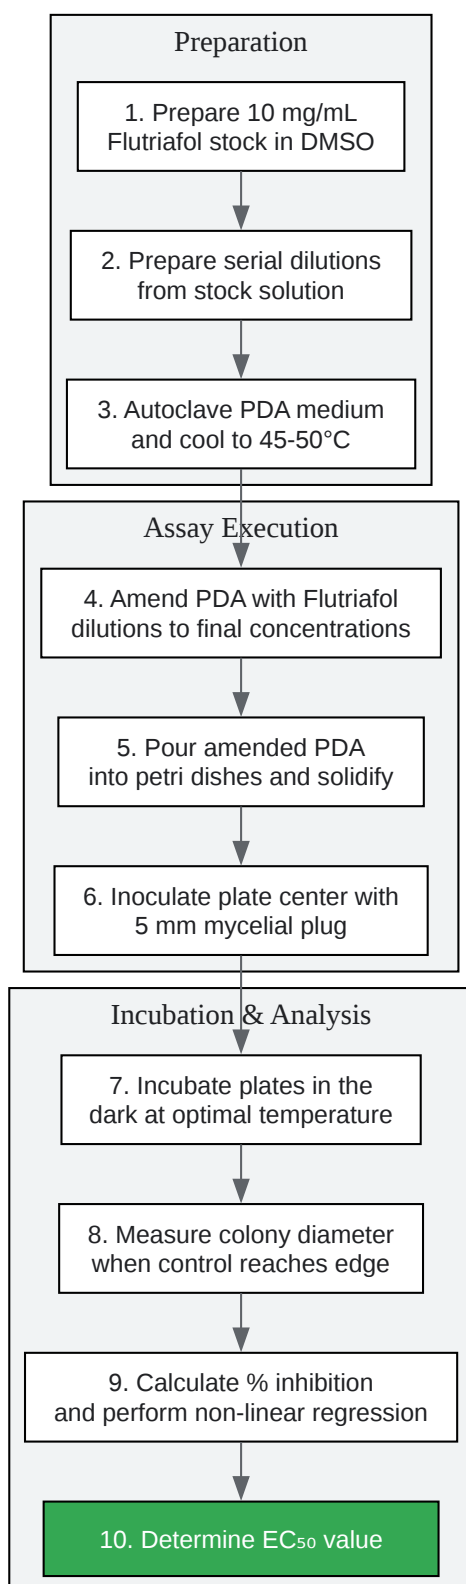 Preparation
1. Prepare 10 mg/mL
Flutriafol stock in DMSO
2. Prepare serial dilutions
from stock solution
3. Autoclave PDA medium
and cool to 45-50°C
Assay Execution
4. Amend PDA with Flutriafol
dilutions to final concentrations
5. Pour amended PDA
into petri dishes and solidify
6. Inoculate plate center with
5 mm mycelial plug
Incubation & Analysis
7. Incubate plates in the
dark at optimal temperature
8. Measure colony diameter
when control reaches edge
9. Calculate % inhibition
and perform non-linear regression
10. Determine EC₅₀ value